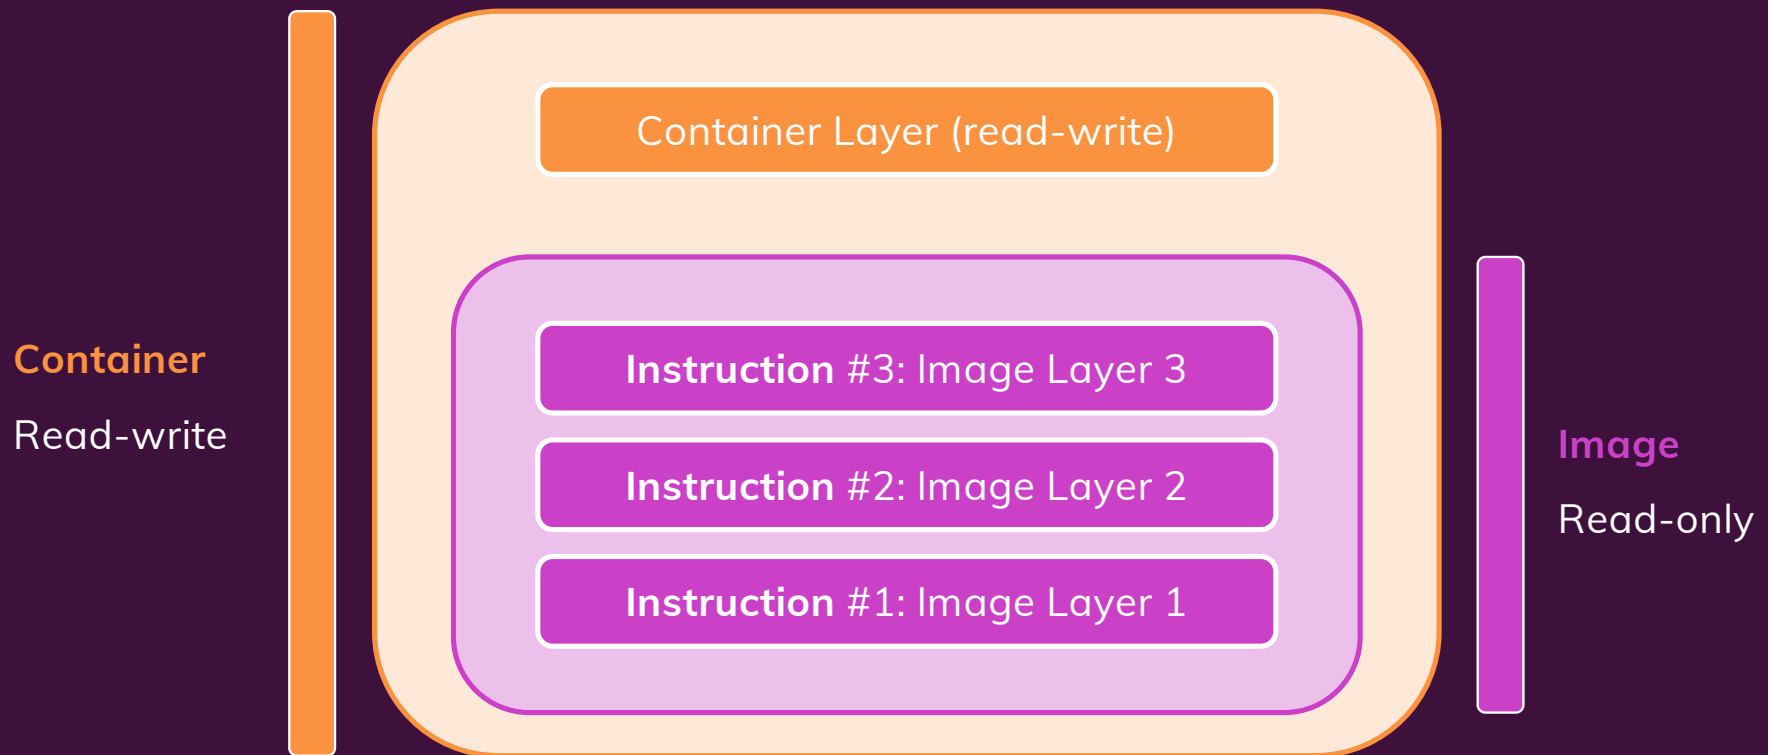 Container Layer (read-write)
Container
Read-write
Instruction #3: Image Layer 3
Instruction #2: Image Layer 2
Instruction #1: Image Layer 1
Image
Read-only